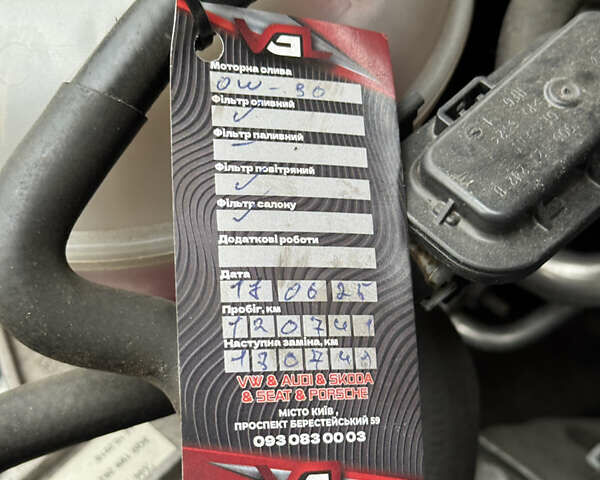 VGL
Моторна олива
0W-30
Фільтр оливний
✓
Фільтр паливний
–
Фільтр повітряний
✓
Фільтр салону
✓
Додаткові роботи
Дата
17 06 25
Пробіг, км
120741
Наступна заміна, км
130741
VW & AUDI & SKODA
& SEAT & PORSCHE
МІСТО КИЇВ,
ПРОСПЕКТ БЕРЕСТЕЙСЬКИЙ 59
093 083 00 03